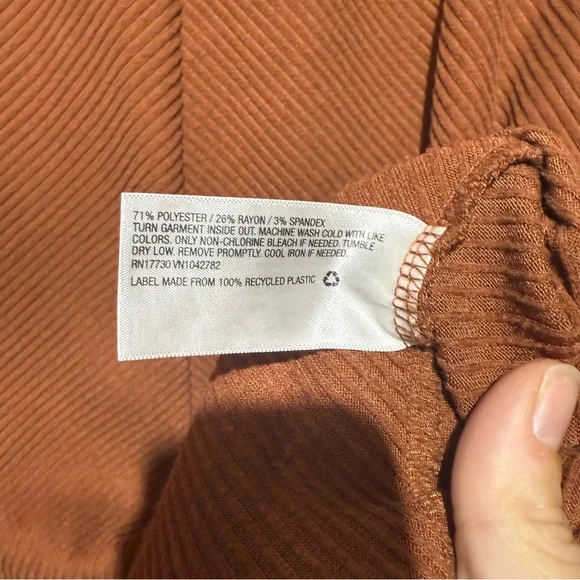 71% POLYESTER / 26% RAYON / 3% SPANDEX
TURN GARMENT INSIDE OUT. MACHINE WASH COLD WITH LIKE
COLORS. ONLY NON-CHLORINE BLEACH IF NEEDED. TUMBLE
DRY LOW. REMOVE PROMPTLY. COOL IRON IF NEEDED.
RN17730 VN1042782
LABEL MADE FROM 100% RECYCLED PLASTIC